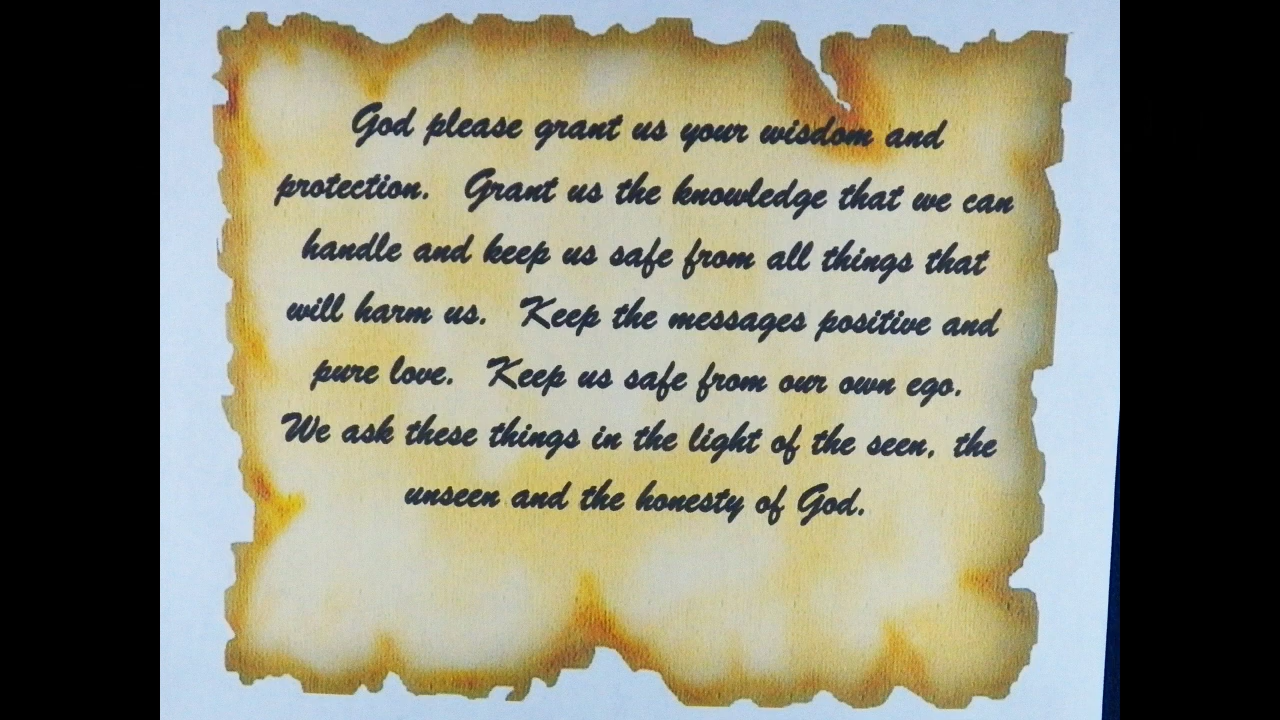 God please grant us your wisdom and
protection. Grant us the knowledge that we can
handle and keep us safe from all things that
will harm us. Keep the messages positive and
pure love. Keep us safe from our own ego.
We ask these things in the light of the seen, the
unseen and the honesty of God.